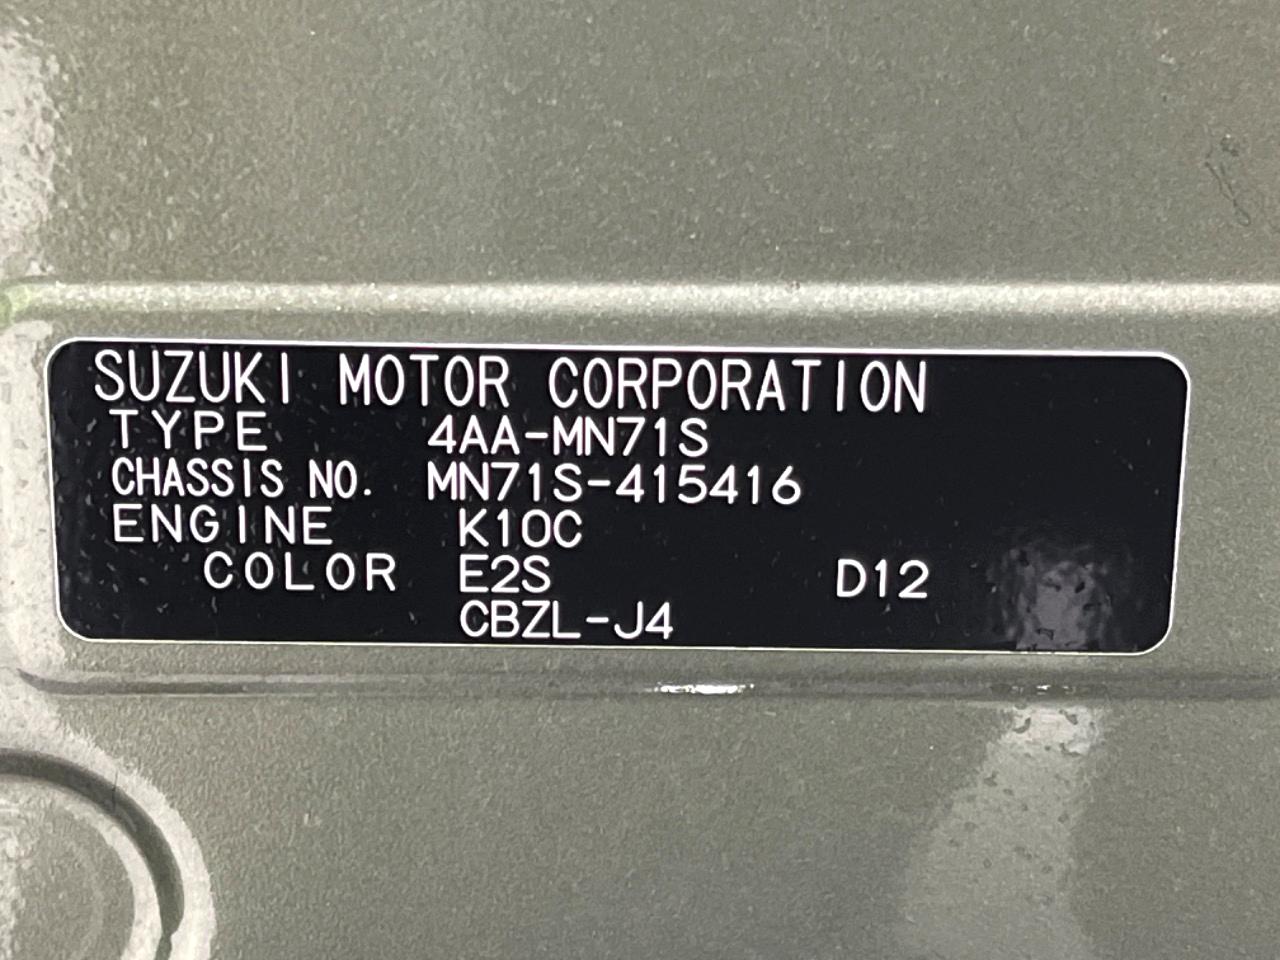 SUZUKI MOTOR CORPORATION
TYPE 4AA-MN71S
CHASSIS NO. MN71S-415416
ENGINE K10C
COLOR E2S D12
CBZL-J4